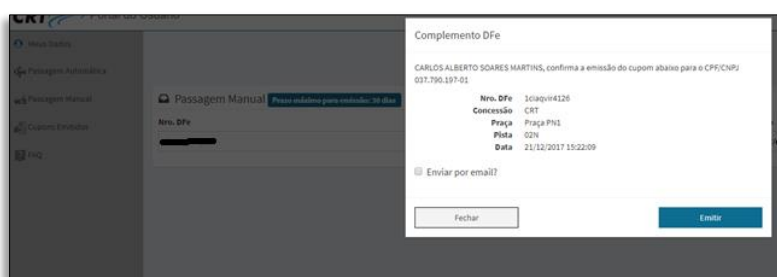 CRT > Portal do Usuário
Meus Dados
Passagem Automática
Passagem Manual
Cupons Emitidos
FAQ
Passagem Manual Prazo máximo para emissão: 30 dias
Nro. DFe
Complemento DFe
CARLOS ALBERTO SOARES MARTINS, confirma a emissão do cupom abaixo para o CPF/CNPJ
037.790.197-01
Nro. DFe 1ciaqvir4126
Concessão CRT
Praça Praça PN1
Pista 02N
Data 21/12/2017 15:22:09
Enviar por email?
Fechar
Emitir